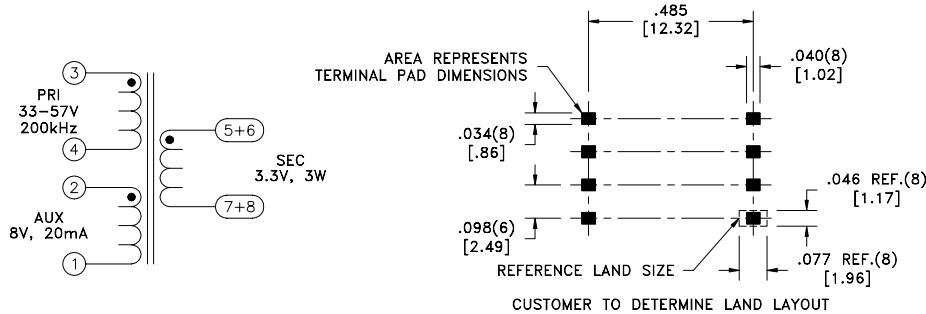 3
PRI
33-57V
200kHz
4
2
AUX
8V, 20mA
1
5+6
SEC
3.3V, 3W
7+8
.485
[12.32]
AREA REPRESENTS
TERMINAL PAD DIMENSIONS
.040(8)
[1.02]
.034(8)
[.86]
.046 REF.(8)
[1.17]
.098(6)
[2.49]
REFERENCE LAND SIZE
.077 REF.(8)
[1.96]
CUSTOMER TO DETERMINE LAND LAYOUT